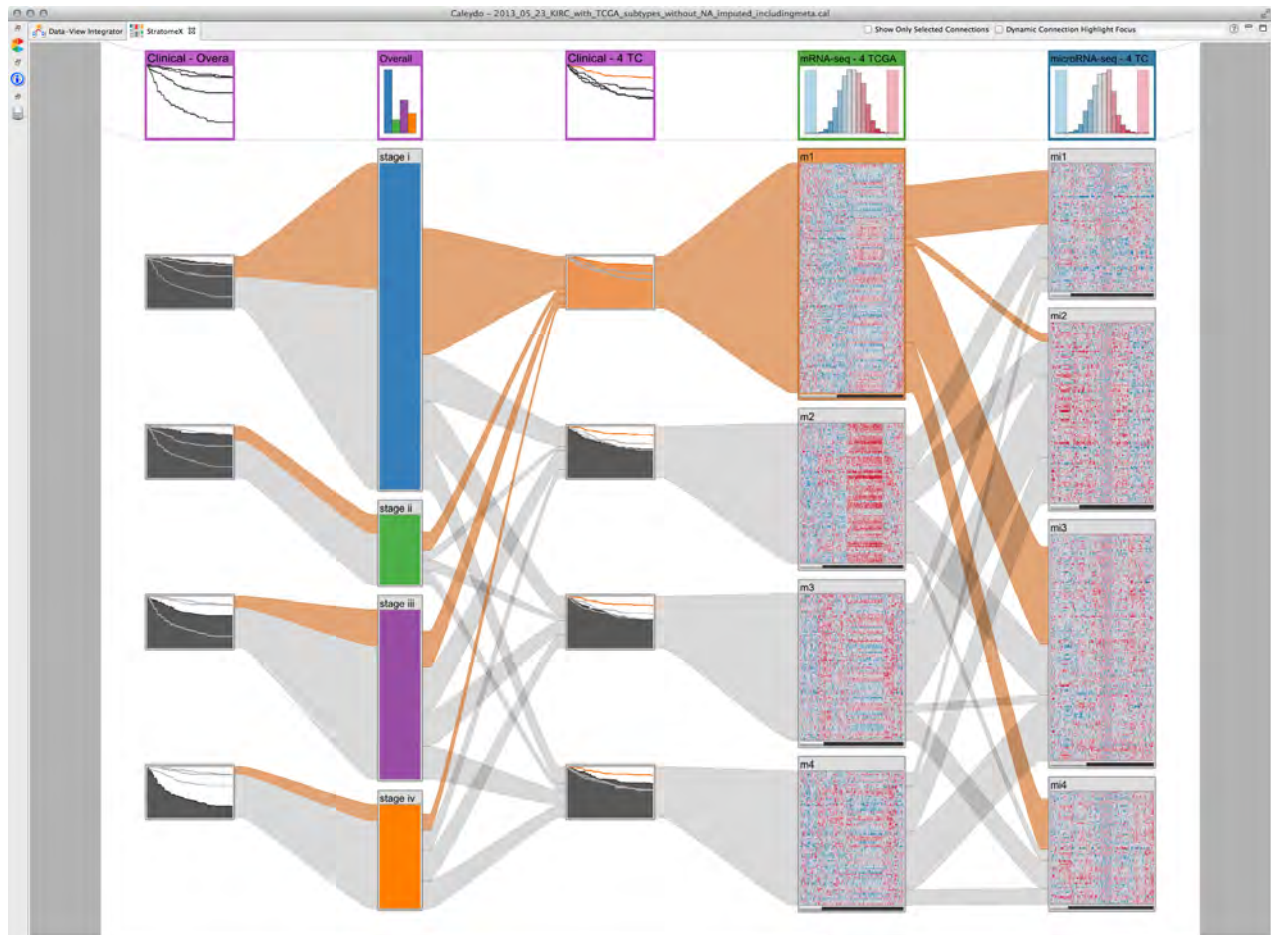 Caleydo - 2013_05_23_KIRC_with_TCGA_subtypes_without_NA_imputed_includingmeta.cal
Data-View Integrator
StratomeX
Show Only Selected Connections
Dynamic Connection Highlight Focus
Clinical - Overa
Overall
Clinical - 4 TC
mRNA-seq - 4 TCGA
microRNA-seq - 4 TC
stage i
m1
mi1
mi2
m2
stage ii
mi3
m3
stage iii
m4
mi4
stage iv